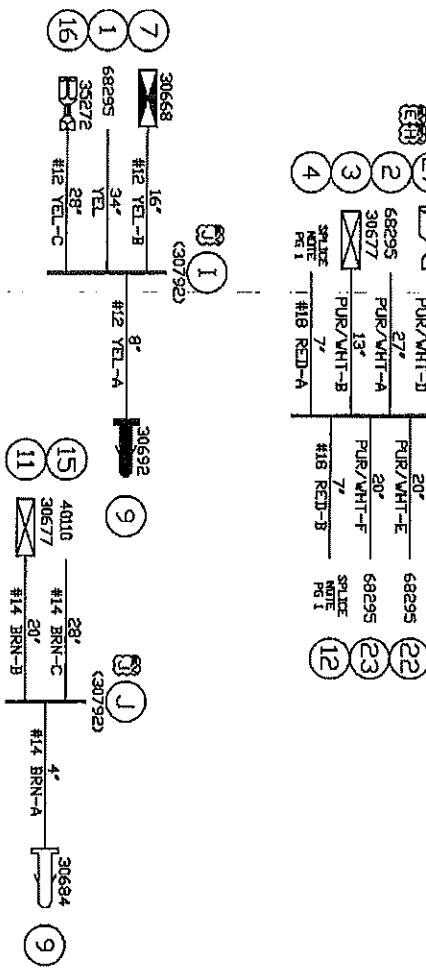 E-H
20"
PUR/WHT-D
PUR/WHT-E
68295
22
2
68295
27"
PUR/WHT-A
20"
PUR/WHT-F
68295
23
3
30677
13"
PUR/WHT-B
4
SPLICE
NOTE
PG 1
7"
#18 RED-A
7"
#18 RED-B
SPLICE
NOTE
PG 1
12
7
30668
16"
#12 YEL-B
1
68295
34"
YEL
16
35272
28"
#12 YEL-C
J
I
(30792)
8"
#12 YEL-A
30692
9
15
40110
28"
#14 BRN-C
11
30677
20"
#14 BRN-B
J
J
(30792)
4"
#14 BRN-A
30684
9